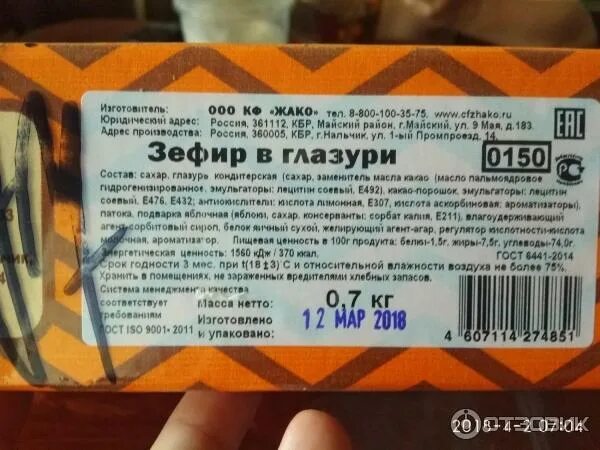 Изготовитель: ООО КФ «ЖАКО» тел. 8-800-100-35-75. www.cfzhako.ru
Юридический адрес: Россия, 361112, КБР, Майский район, г.Майский, ул. 9 Мая, д.183.
Адрес производства: Россия, 360005, КБР, г.Нальчик, ул. 1-ый Промпроезд. 14.
EAC
Зефир в глазури 0150
Состав: сахар, глазурь кондитерская (сахар, заменитель масла какао (масло пальмоядровое
гидрогенизированное, эмульгаторы: лецитин соевый, Е492), какао-порошок, эмульгаторы: лецитин
соевый, Е476, Е432; антиокислители: кислота лимонная, Е307, кислота аскорбиновая; ароматизаторы),
патока, подварка яблочная (яблоки, сахар, консерванты: сорбат калия, Е211), влагоудерживающий
агент-сорбитовый сироп, белок яичный сухой, желирующий агент-агар, регулятор кислотности-кислота
молочная, ароматизатор. Пищевая ценность в 100г продукта: белки-1,5г, жиры-7,5г, углеводы-74,0г.
Энергетическая ценность: 1560 кДж / 370 ккал. ГОСТ 6441-2014
Срок годности 3 мес. при t(18±3)˚С и относительной влажности воздуха не более 75%.
Хранить в помещениях, не зараженных вредителями хлебных запасов.
Система менеджмента качества
соответствует
требованиям
ГОСТ ISO 9001- 2011
Масса нетто: 0,7 кг
Изготовлено
и упаковано: 12 МАР 2018
4 607114 274851
ОТЗОВИК
2018-4-2 07:04